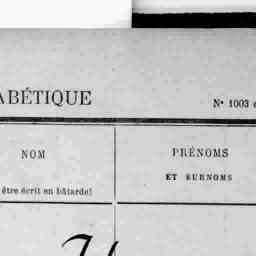 ABÉTIQUE
N° 1003
NOM
PRÉNOMS
ET SURNOMS
être écrit en bâtarde)